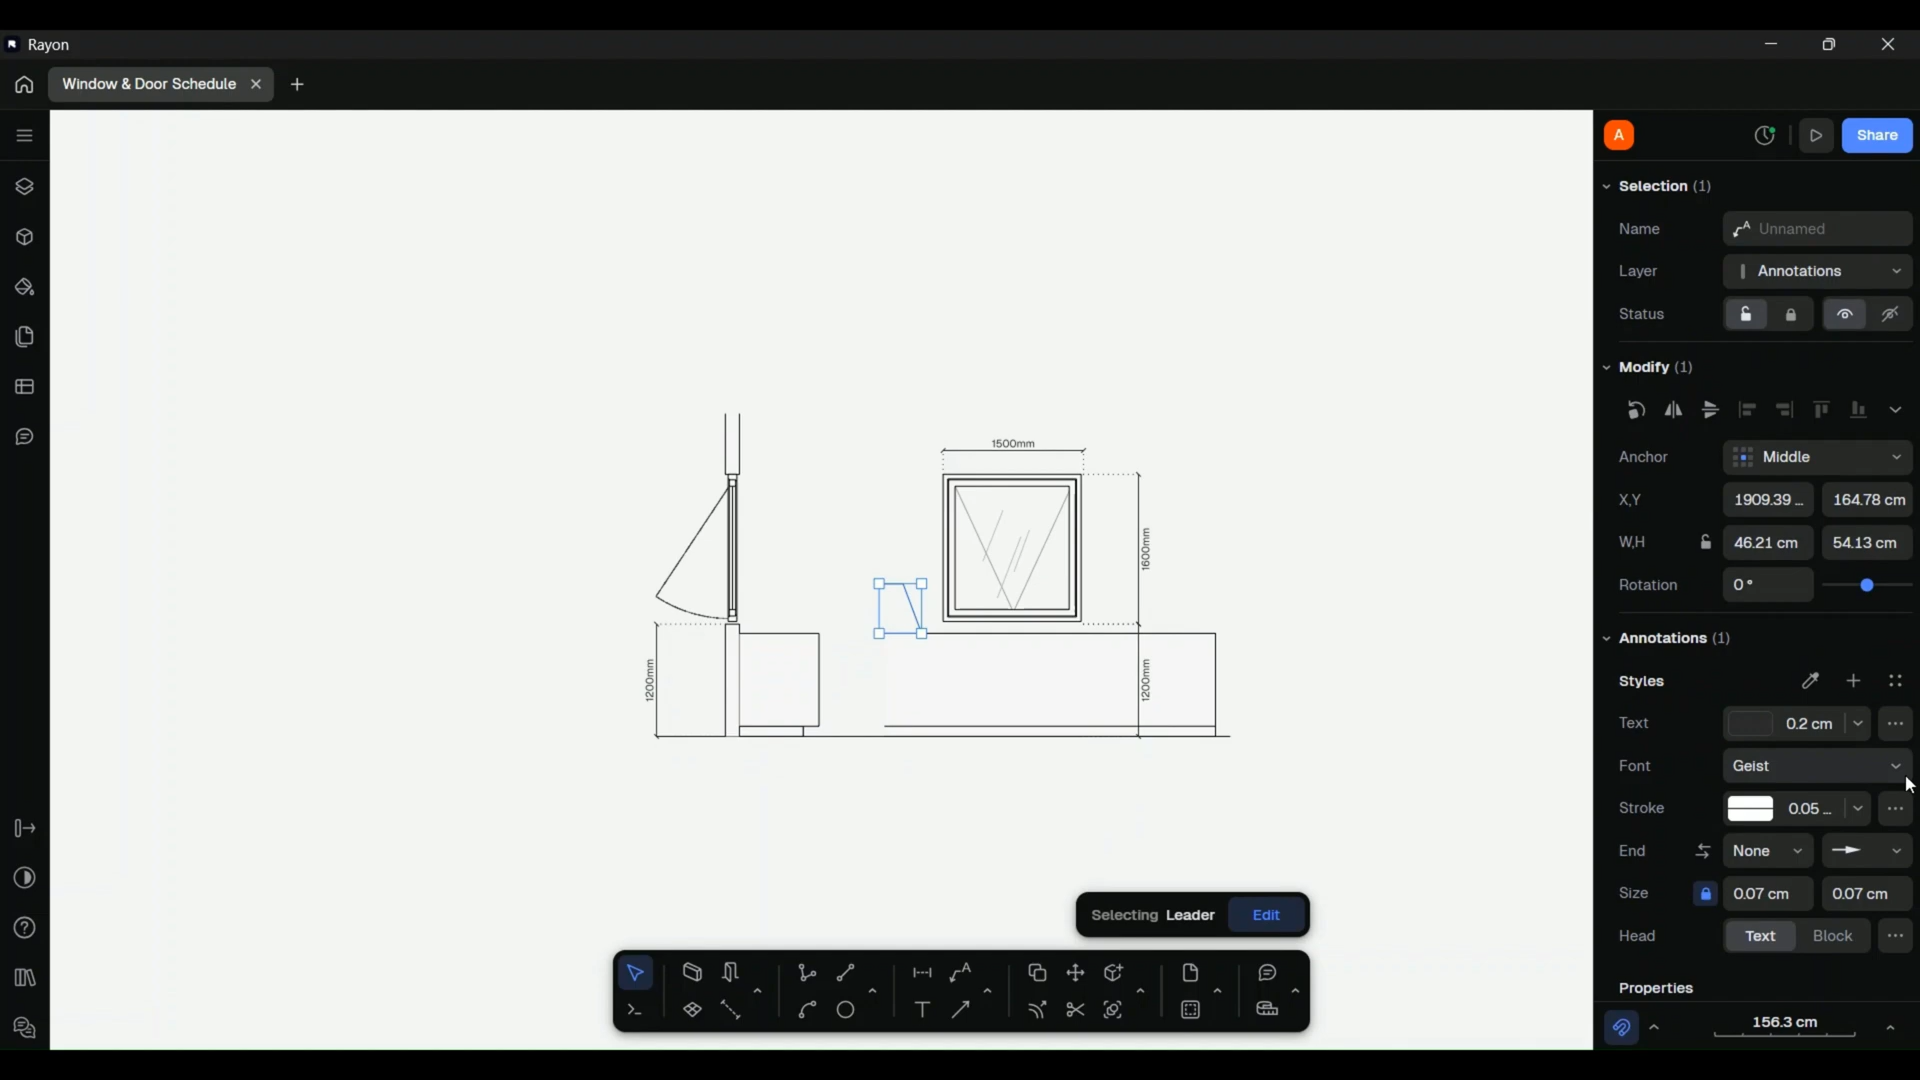 Rayon
Window & Door Schedule
A
Share
Selection (1)
Name
Unnamed
Layer
Annotations
Status
Modify (1)
Anchor
Middle
X,Y
1909.39 ...
164.78 cm
W,H
46.21 cm
54.13 cm
Rotation
0°
Annotations (1)
Styles
Text
0.2 cm
Font
Geist
Stroke
0.05 ...
End
None
Size
0.07 cm
0.07 cm
Head
Text
Block
Properties
156.3 cm
1500mm
1600mm
1200mm
1200mm
Selecting Leader
Edit